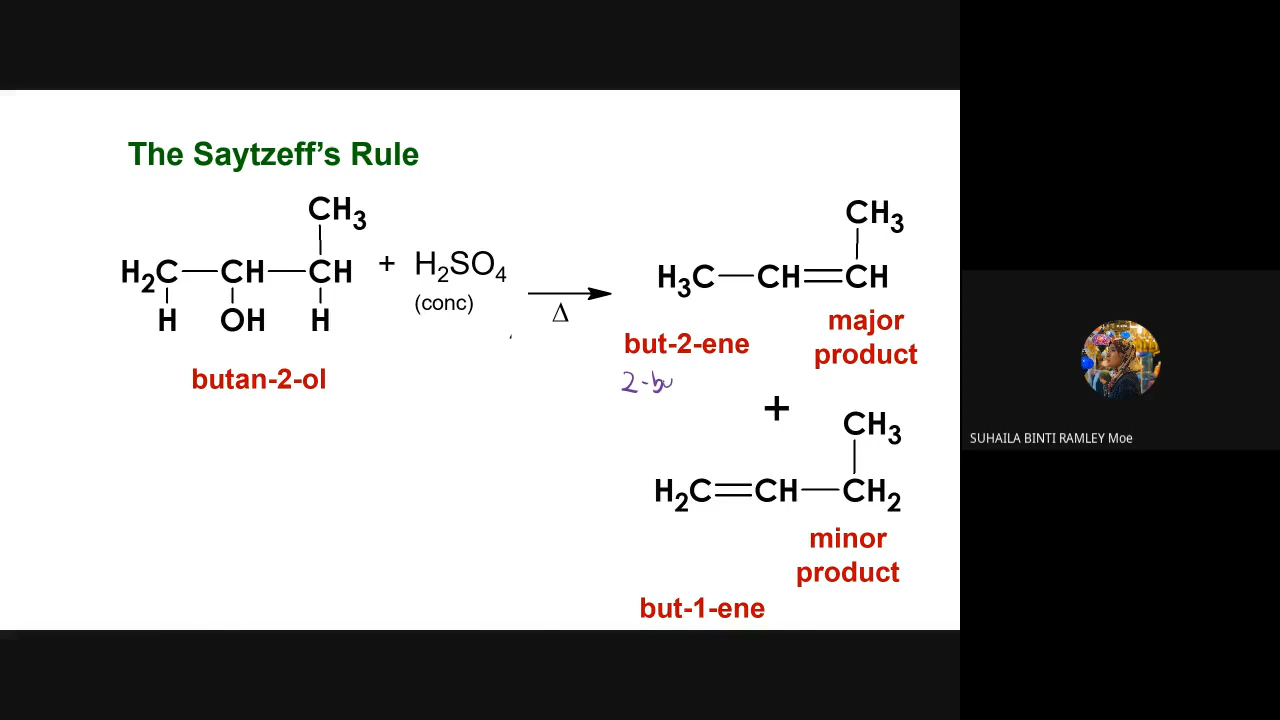 The Saytzeff's Rule
CH3
H2C—CH—CH
H OH H
+ H2SO4
(conc)
Δ
butan-2-ol
CH3
H3C—CH=CH
but-2-ene
major
product
2-bu
+
CH3
H2C=CH—CH2
minor
product
but-1-ene
SUHAILA BINTI RAMLEY Moe